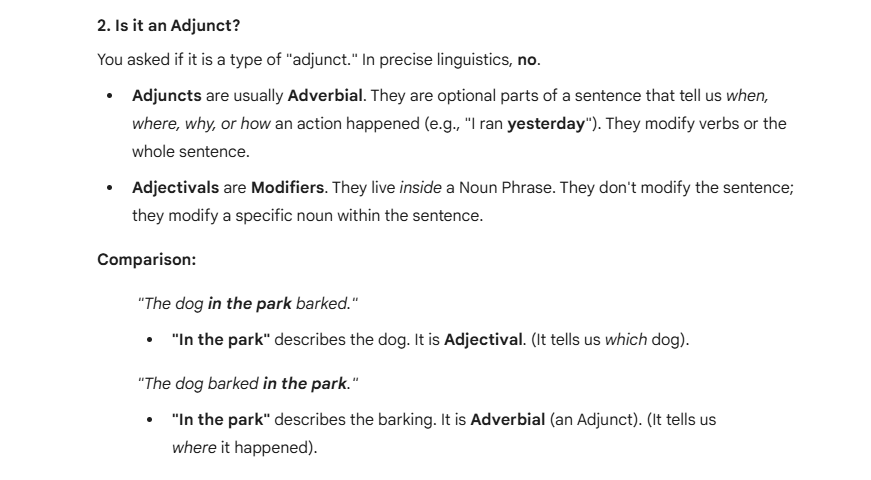 2. Is it an Adjunct?
You asked if it is a type of "adjunct." In precise linguistics, no.
• Adjuncts are usually Adverbial. They are optional parts of a sentence that tell us when,
where, why, or how an action happened (e.g., "I ran yesterday"). They modify verbs or the
whole sentence.
• Adjectivals are Modifiers. They live inside a Noun Phrase. They don't modify the sentence;
they modify a specific noun within the sentence.
Comparison:
"The dog in the park barked."
• "In the park" describes the dog. It is Adjectival. (It tells us which dog).
"The dog barked in the park."
• "In the park" describes the barking. It is Adverbial (an Adjunct). (It tells us
where it happened).